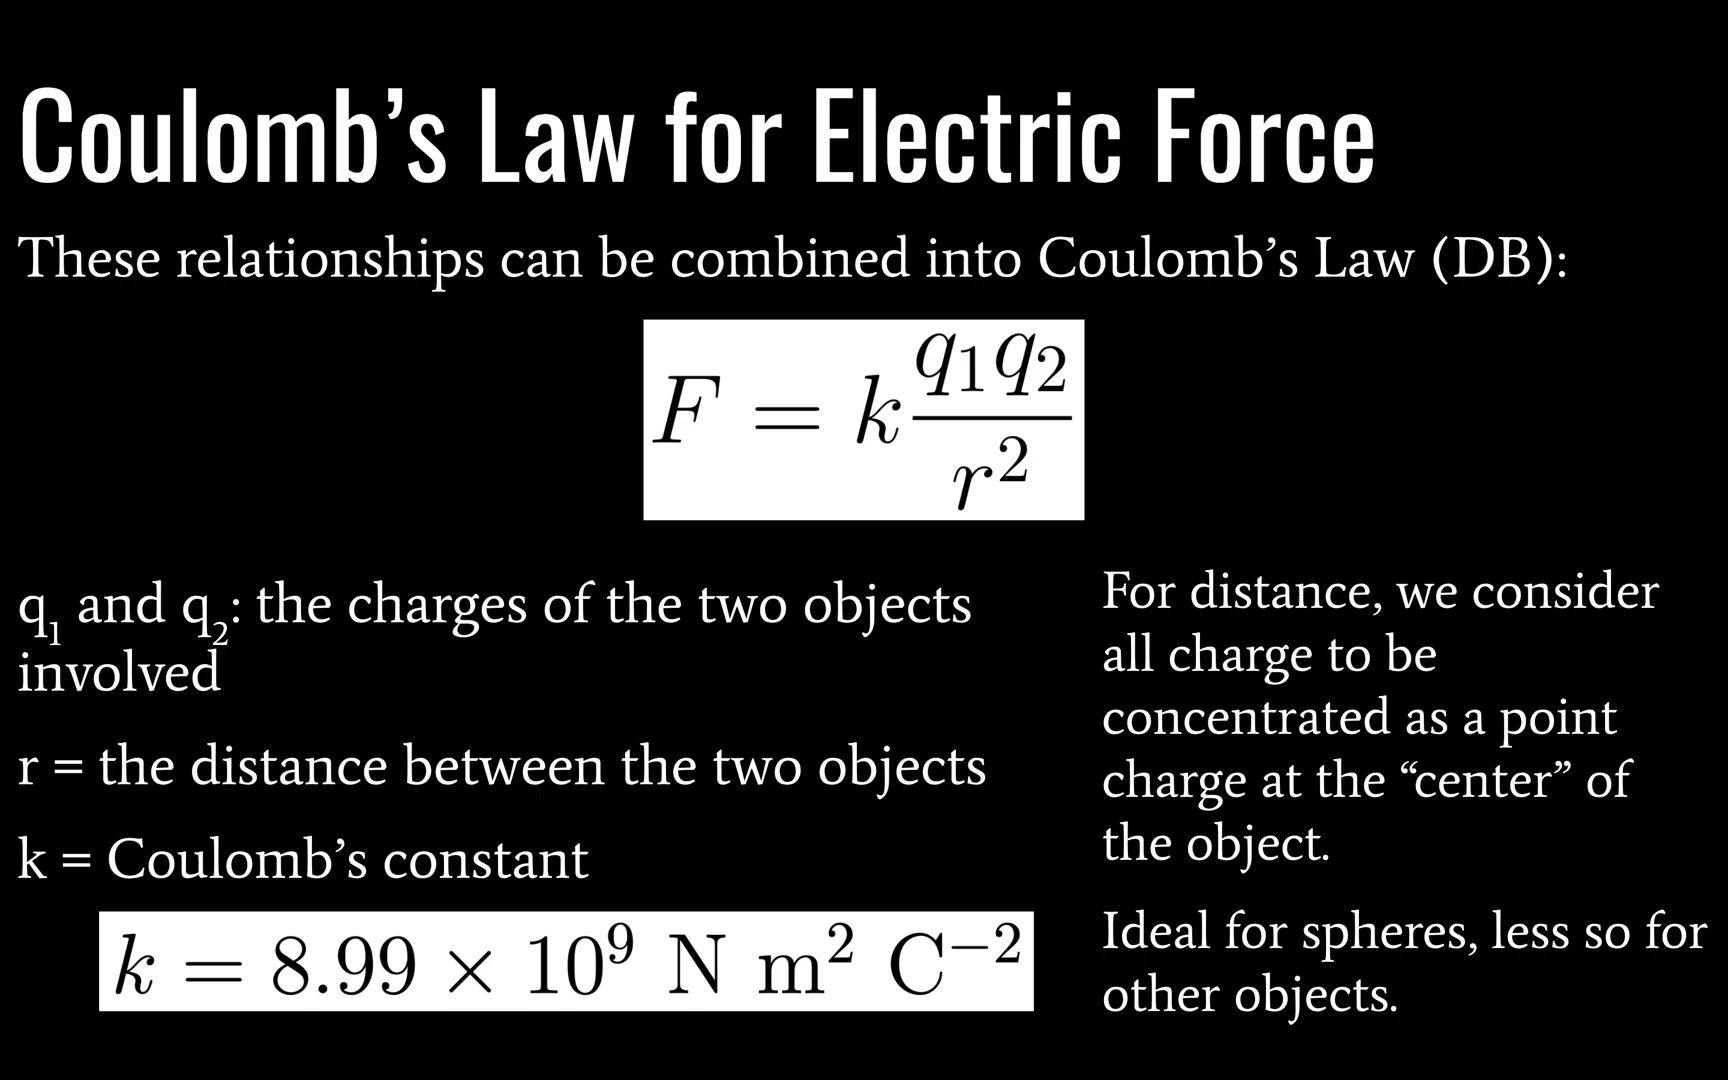 Coulomb’s Law for Electric Force
These relationships can be combined into Coulomb’s Law (DB):
F = k q₁q₂ / r²
q₁ and q₂: the charges of the two objects
involved
r = the distance between the two objects
k = Coulomb’s constant
k = 8.99 × 10⁹ N m² C⁻²
For distance, we consider
all charge to be
concentrated as a point
charge at the “center” of
the object.
Ideal for spheres, less so for
other objects.